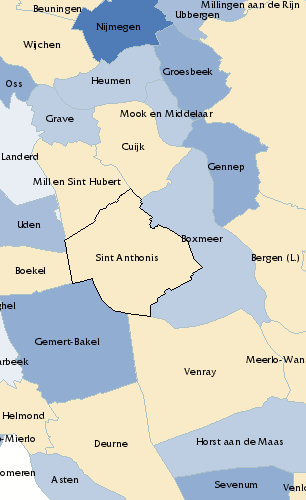 Beuningen
Millingen aan de Rijn
Ubbergen
Nijmegen
Wijchen
Groesbeek
Heumen
Oss
Grave
Mook en Middelaar
Cuijk
Landerd
Gennep
Mill en Sint Hubert
Uden
Boxmeer
Sint Anthonis
Bergen (L.)
Boekel
ghel
Gemert-Bakel
Meerlo-Wan
arbeek
Venray
Helmond
o-Mierlo
Deurne
Horst aan de Maas
omeren
Asten
Sevenum
Venlo